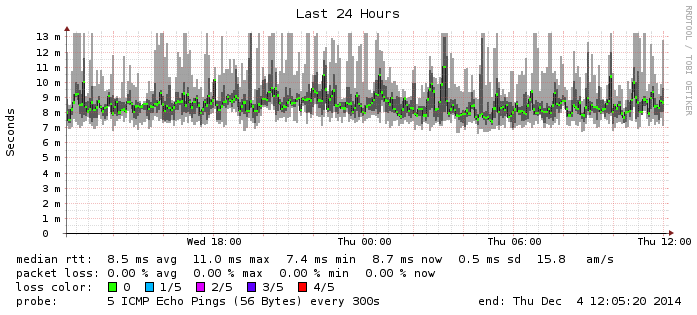 Last 24 Hours
RRDTOOL / TOBI OETIKER
Seconds
13 m
12 m
11 m
10 m
9 m
8 m
7 m
6 m
5 m
4 m
3 m
2 m
1 m
0
Wed 18:00 Thu 00:00 Thu 06:00 Thu 12:00
median rtt: 8.5 ms avg 11.0 ms max 7.4 ms min 8.7 ms now 0.5 ms sd 15.8 am/s
packet loss: 0.00 % avg 0.00 % max 0.00 % min 0.00 % now
loss color: 0 1/5 2/5 3/5 4/5
probe: 5 ICMP Echo Pings (56 Bytes) every 300s end: Thu Dec 4 12:05:20 2014